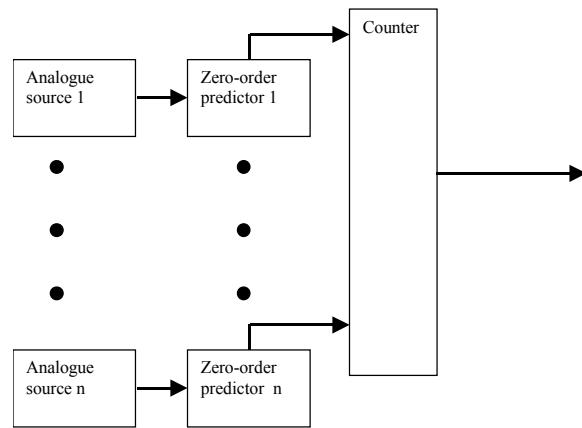 Analogue
source 1
Zero-order
predictor 1
Counter
Analogue
source n
Zero-order
predictor n